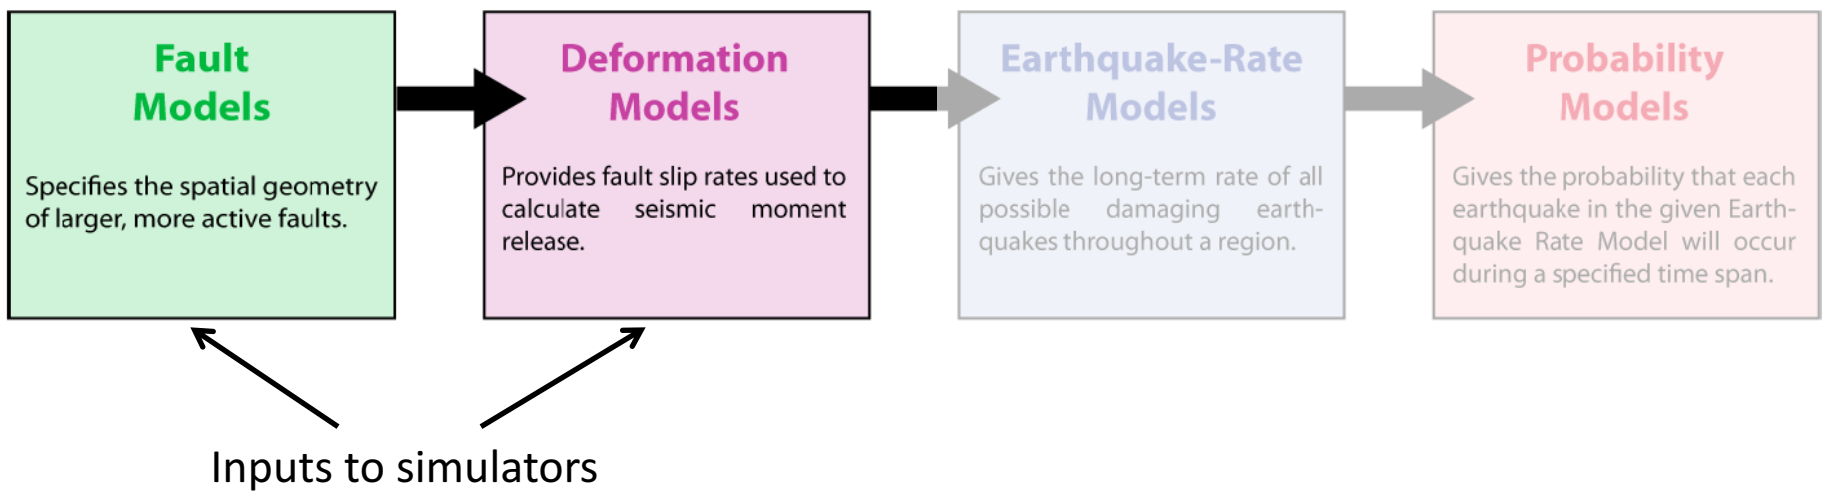 Fault
Models
Specifies the spatial geometry
of larger, more active faults.
Deformation
Models
Provides fault slip rates used to
calculate seismic moment
release.
Earthquake-Rate
Models
Gives the long-term rate of all
possible damaging earth-
quakes throughout a region.
Probability
Models
Gives the probability that each
earthquake in the given Earth-
quake Rate Model will occur
during a specified time span.
Inputs to simulators